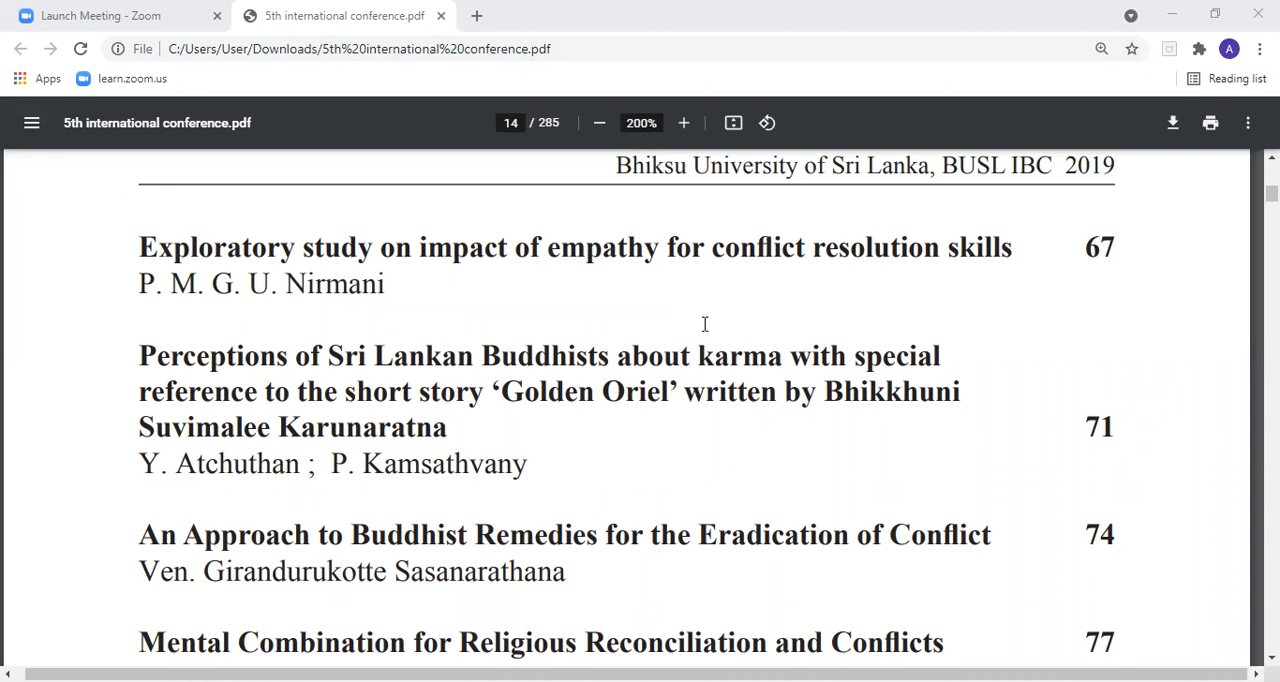 Launch Meeting - Zoom
5th international conference.pdf
File
C:/Users/User/Downloads/5th%20international%20conference.pdf
A
Apps
learn.zoom.us
Reading list
5th international conference.pdf
14 / 285
200%
Bhiksu University of Sri Lanka, BUSL IBC 2019
Exploratory study on impact of empathy for conflict resolution skills 67
P. M. G. U. Nirmani
Perceptions of Sri Lankan Buddhists about karma with special
reference to the short story ‘Golden Oriel’ written by Bhikkhuni
Suvimalee Karunaratna 71
Y. Atchuthan ; P. Kamsathvany
An Approach to Buddhist Remedies for the Eradication of Conflict 74
Ven. Girandurukotte Sasanarathana
Mental Combination for Religious Reconciliation and Conflicts 77